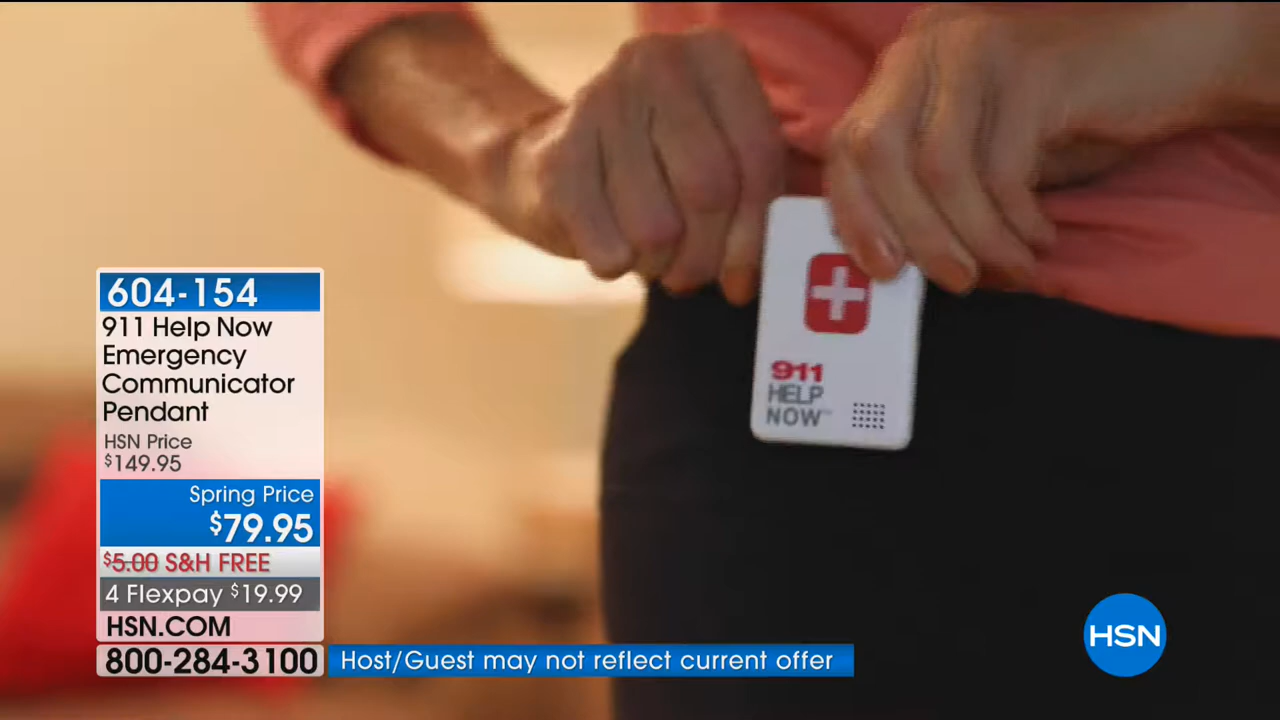 604-154
911 Help Now
Emergency
Communicator
Pendant
HSN Price
$149.95
Spring Price
$79.95
$5.00 S&H FREE
4 Flexpay $19.99
HSN.COM
800-284-3100
Host/Guest may not reflect current offer
911
HELP
NOW™
HSN